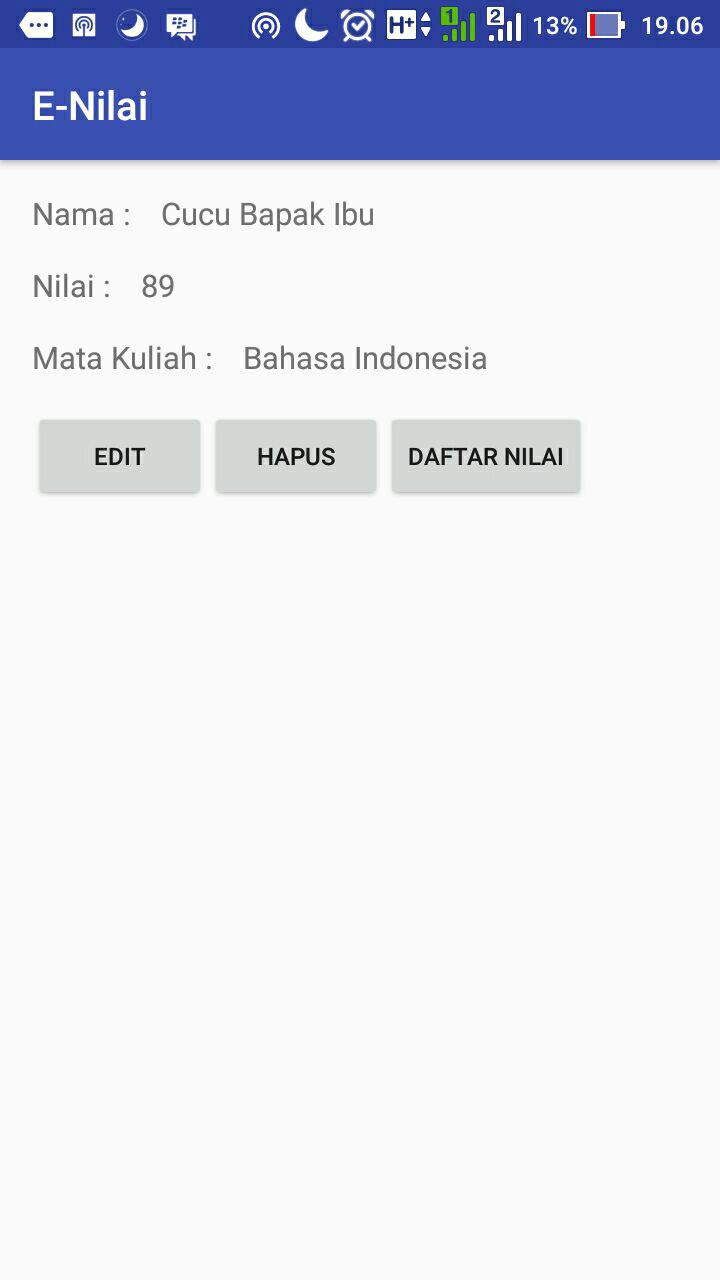 H+ 1 2 13% 19.06
E-Nilai
Nama : Cucu Bapak Ibu
Nilai : 89
Mata Kuliah : Bahasa Indonesia
EDIT HAPUS DAFTAR NILAI